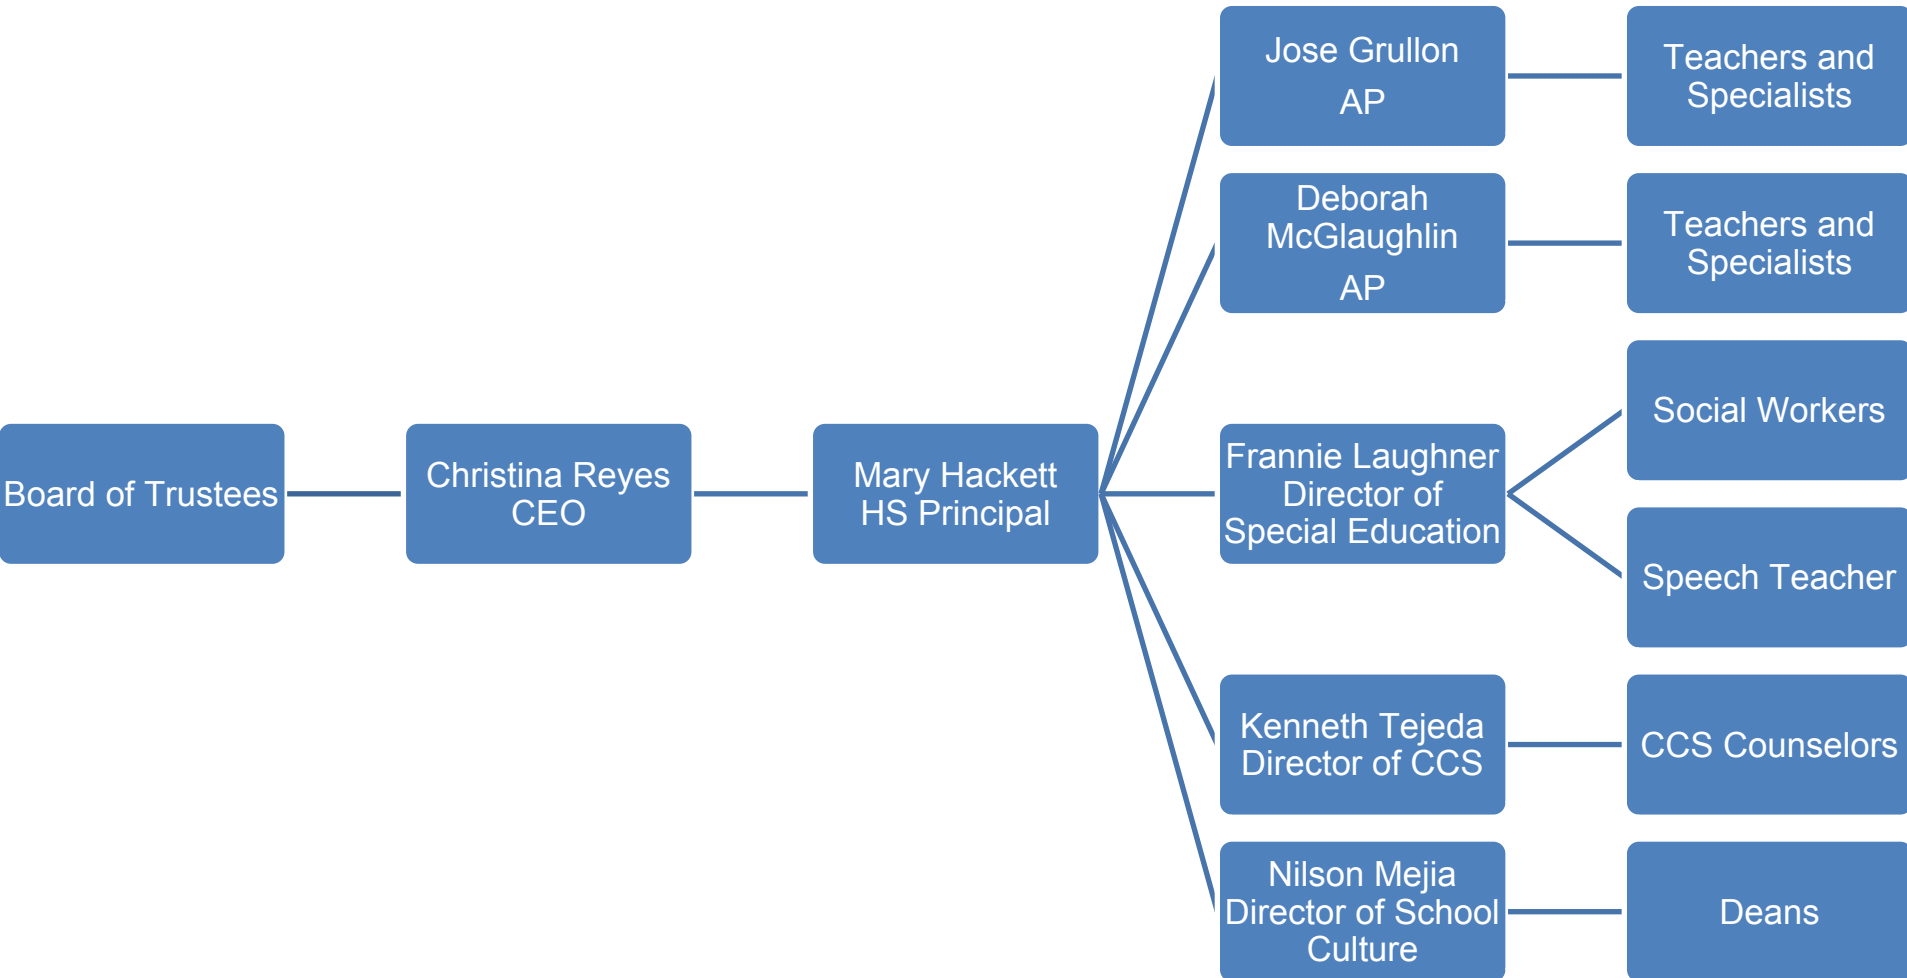 Board of Trustees
Christina Reyes
CEO
Mary Hackett
HS Principal
Jose Grullon
AP
Teachers and
Specialists
Deborah
McGlaughlin
AP
Teachers and
Specialists
Frannie Laughner
Director of
Special Education
Social Workers
Speech Teacher
Kenneth Tejeda
Director of CCS
CCS Counselors
Nilson Mejia
Director of School
Culture
Deans